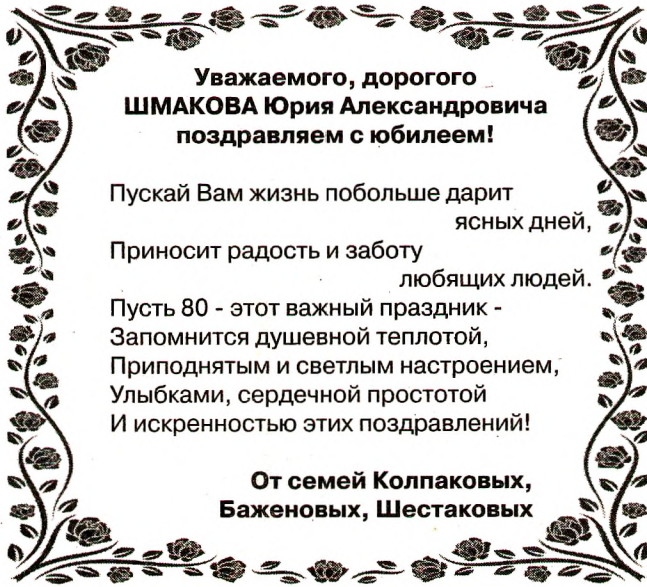 Уважаемого, дорогого
ШМАКОВА Юрия Александровича
поздравляем с юбилеем!
Пускай Вам жизнь побольше дарит
ясных дней,
Приносит радость и заботу
любящих людей.
Пусть 80 - этот важный праздник -
Запомнится душевной теплотой,
Приподнятым и светлым настроением,
Улыбками, сердечной простотой
И искренностью этих поздравлений!
От семей Колпаковых,
Баженовых, Шестаковых